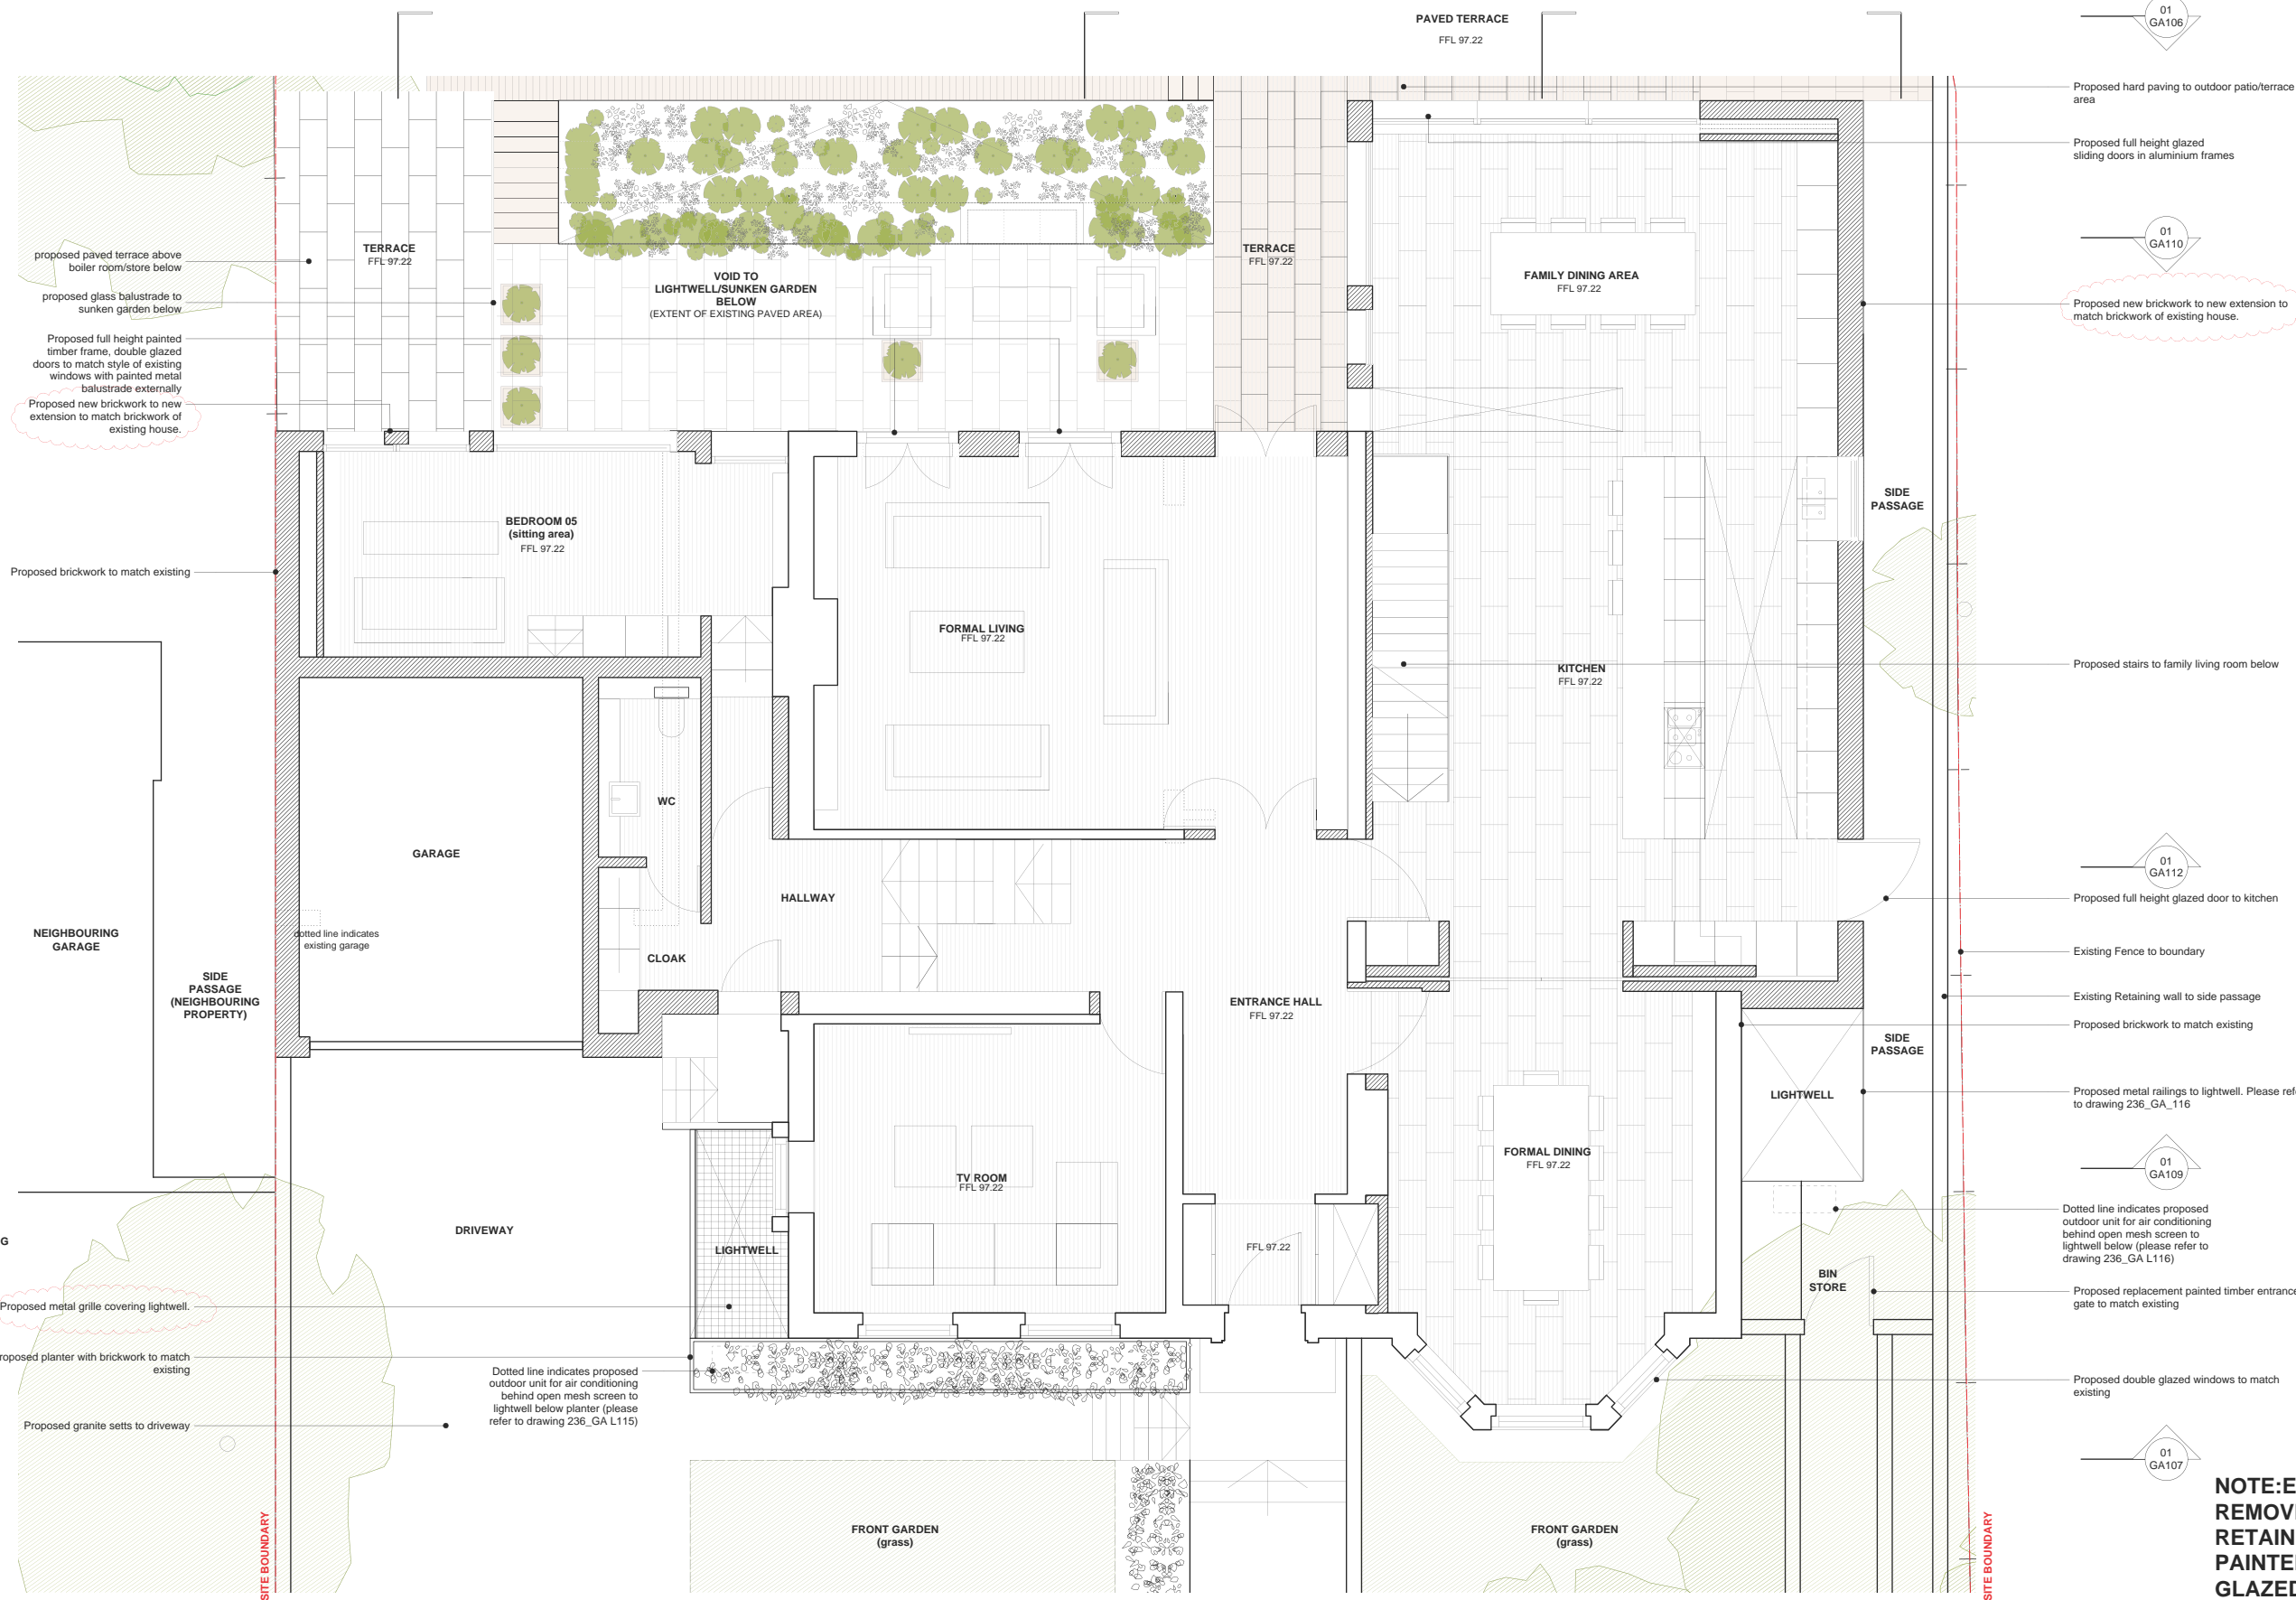 PAVED TERRACE
FFL 97.22
01
GA106
Proposed hard paving to outdoor patio/terrace
area
Proposed full height glazed
sliding doors in aluminium frames
01
GA110
Proposed new brickwork to new extension to
match brickwork of existing house.
proposed paved terrace above
boiler room/store below
proposed glass balustrade to
sunken garden below
Proposed full height painted
timber frame, double glazed
doors to match style of existing
windows with painted metal
balustrade externally
Proposed new brickwork to new
extension to match brickwork of
existing house.
TERRACE
FFL 97.22
VOID TO
LIGHTWELL/SUNKEN GARDEN
BELOW
(EXTENT OF EXISTING PAVED AREA)
TERRACE
FFL 97.22
FAMILY DINING AREA
FFL 97.22
SIDE
PASSAGE
Proposed brickwork to match existing
BEDROOM 05
(sitting area)
FFL 97.22
FORMAL LIVING
FFL 97.22
KITCHEN
FFL 97.22
Proposed stairs to family living room below
WC
GARAGE
HALLWAY
01
GA112
Proposed full height glazed door to kitchen
NEIGHBOURING
GARAGE
dotted line indicates
existing garage
CLOAK
Existing Fence to boundary
SIDE
PASSAGE
(NEIGHBOURING
PROPERTY)
ENTRANCE HALL
FFL 97.22
Existing Retaining wall to side passage
Proposed brickwork to match existing
SIDE
PASSAGE
LIGHTWELL
Proposed metal railings to lightwell. Please ref
to drawing 236_GA_116
FORMAL DINING
FFL 97.22
TV ROOM
FFL 97.22
01
GA109
Dotted line indicates proposed
outdoor unit for air conditioning
behind open mesh screen to
lightwell below (please refer to
drawing 236_GA L116)
DRIVEWAY
G
LIGHTWELL
FFL 97.22
BIN
STORE
Proposed replacement painted timber entrance
gate to match existing
Proposed metal grille covering lightwell.
roposed planter with brickwork to match
existing
Dotted line indicates proposed
outdoor unit for air conditioning
behind open mesh screen to
lightwell below planter (please
refer to drawing 236_GA L115)
Proposed double glazed windows to match
existing
Proposed granite setts to driveway
01
GA107
FRONT GARDEN
(grass)
FRONT GARDEN
(grass)
SITE BOUNDARY
SITE BOUNDARY
NOTE:E
REMOV
RETAIN
PAINTE
GLAZED